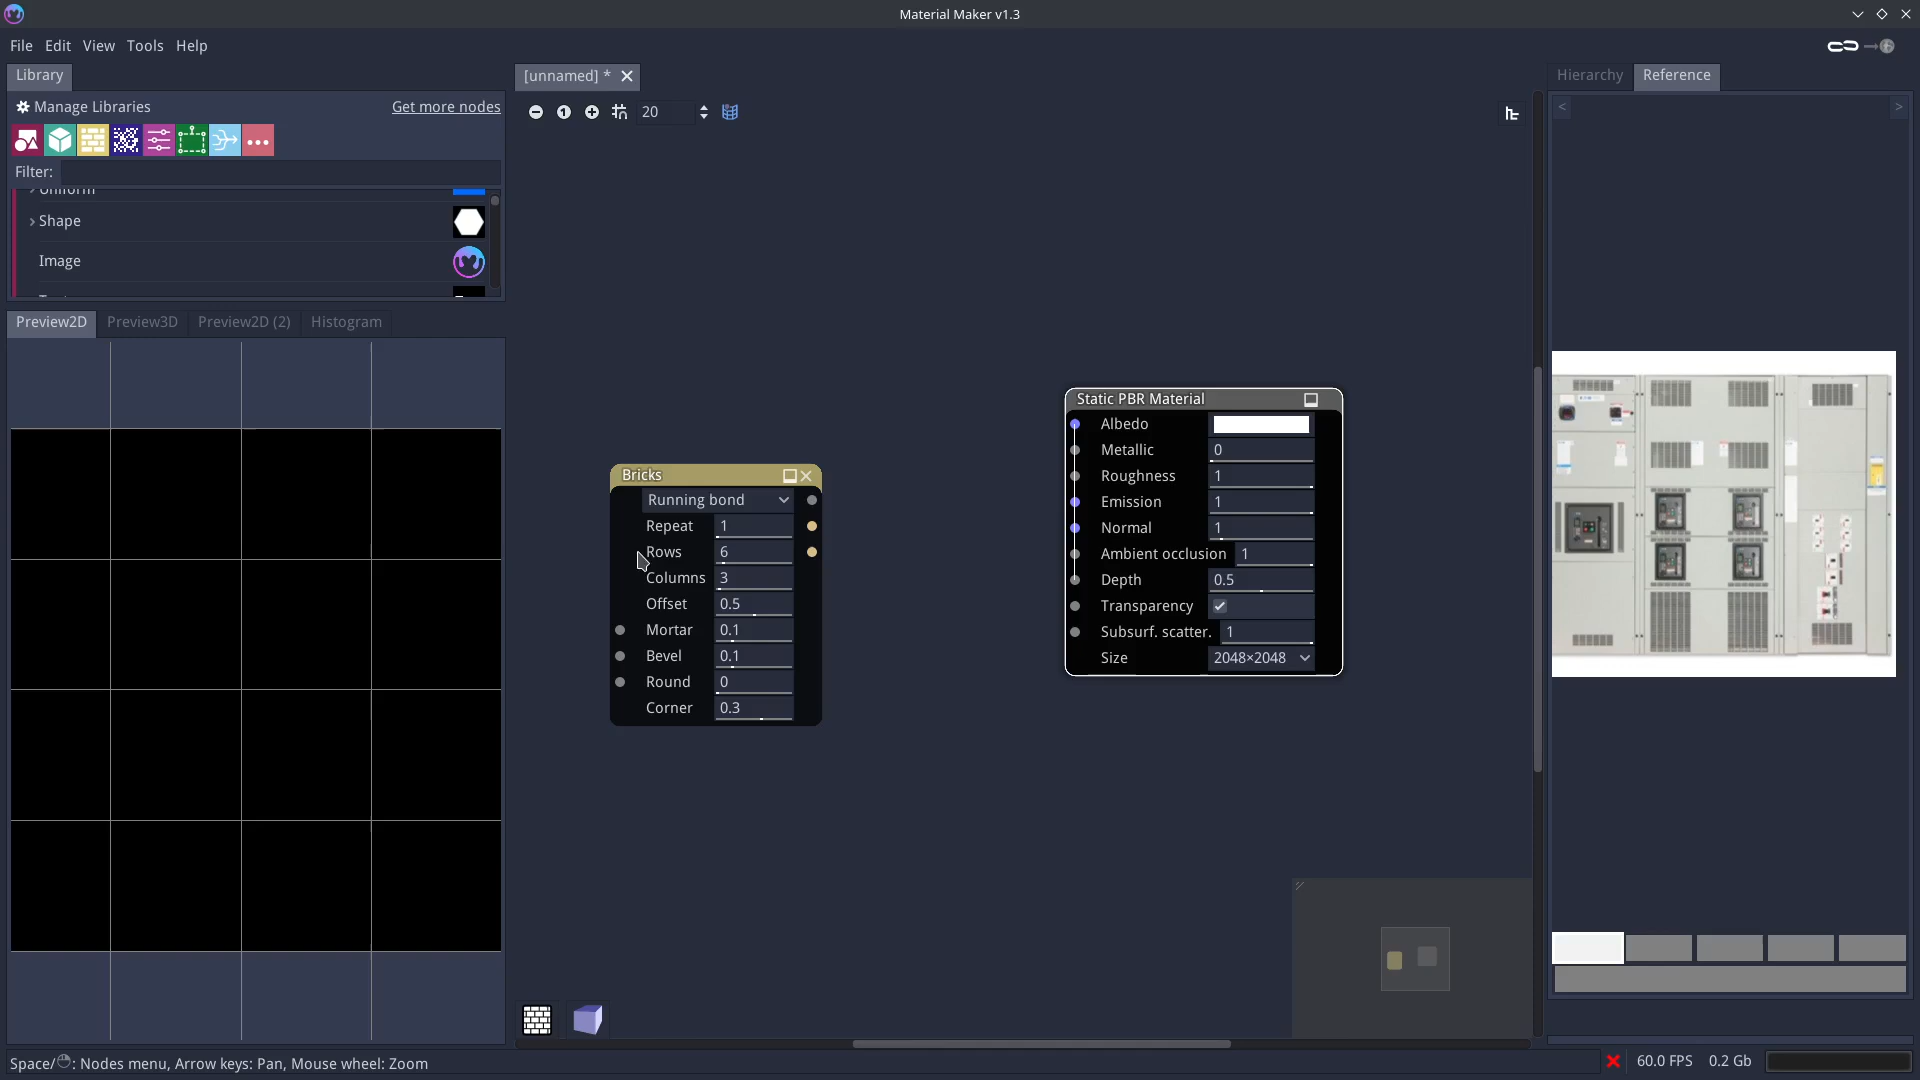 Material Maker v1.3
File Edit View Tools Help
Library
Manage Libraries
Get more nodes
Filter:
Uniform
Shape
Image
Preview2D Preview3D Preview2D (2) Histogram
[unnamed] *
20
Bricks
Running bond
Repeat 1
Rows 6
Columns 3
Offset 0.5
Mortar 0.1
Bevel 0.1
Round 0
Corner 0.3
Static PBR Material
Albedo
Metallic 0
Roughness 1
Emission 1
Normal 1
Ambient occlusion 1
Depth 0.5
Transparency
Subsurf. scatter. 1
Size 2048×2048
Hierarchy Reference
< >
Space/ : Nodes menu, Arrow keys: Pan, Mouse wheel: Zoom
60.0 FPS 0.2 Gb